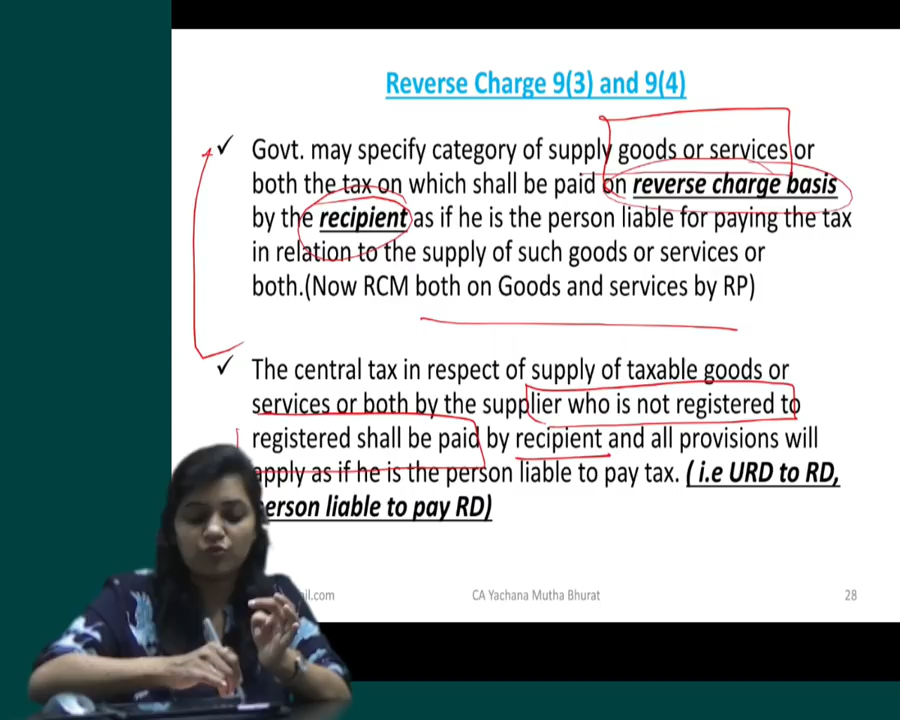 Reverse Charge 9(3) and 9(4)
✓ Govt. may specify category of supply goods or services or
both the tax on which shall be paid on reverse charge basis
by the recipient as if he is the person liable for paying the tax
in relation to the supply of such goods or services or
both.(Now RCM both on Goods and services by RP)
✓ The central tax in respect of supply of taxable goods or
services or both by the supplier who is not registered to
registered shall be paid by recipient and all provisions will
apply as if he is the person liable to pay tax. ( i.e URD to RD,
erson liable to pay RD)
il.com
CA Yachana Mutha Bhurat
28